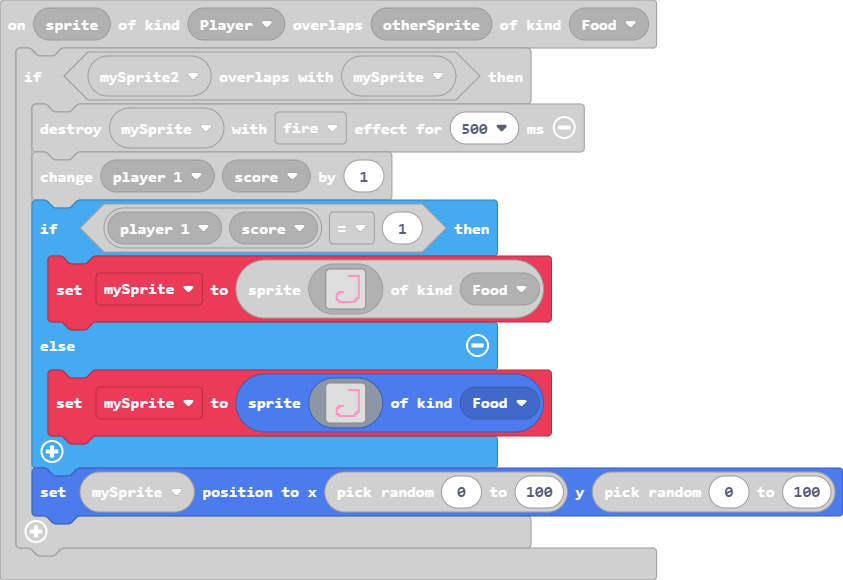 on sprite of kind Player overlaps otherSprite of kind Food
if mySprite2 overlaps with mySprite then
destroy mySprite with fire effect for 500 ms
change player 1 score by 1
if player 1 score = 1 then
set mySprite to sprite of kind Food
else
set mySprite to sprite of kind Food
set mySprite position to x pick random 0 to 100 y pick random 0 to 100